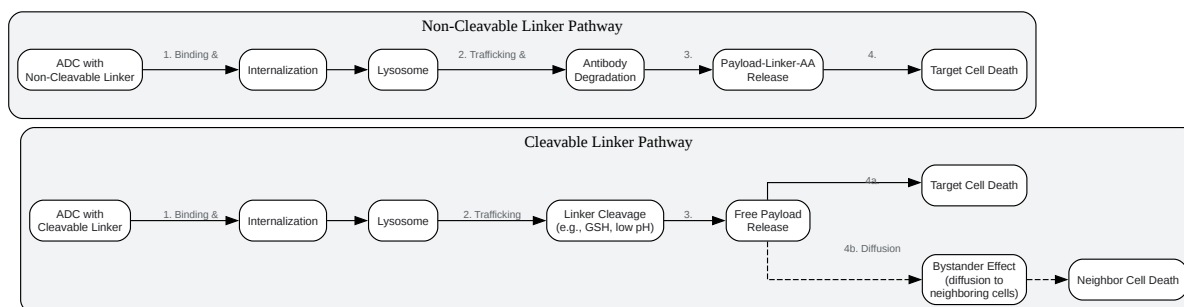 Non-Cleavable Linker Pathway
ADC with
Non-Cleavable Linker
1. Binding &
Internalization
Lysosome
2. Trafficking &
Antibody
Degradation
3.
Payload-Linker-AA
Release
4.
Target Cell Death
Cleavable Linker Pathway
ADC with
Cleavable Linker
1. Binding &
Internalization
Lysosome
2. Trafficking
Linker Cleavage
(e.g., GSH, low pH)
3.
Free Payload
Release
4a.
Target Cell Death
4b. Diffusion
Bystander Effect
(diffusion to
neighboring cells)
Neighbor Cell Death